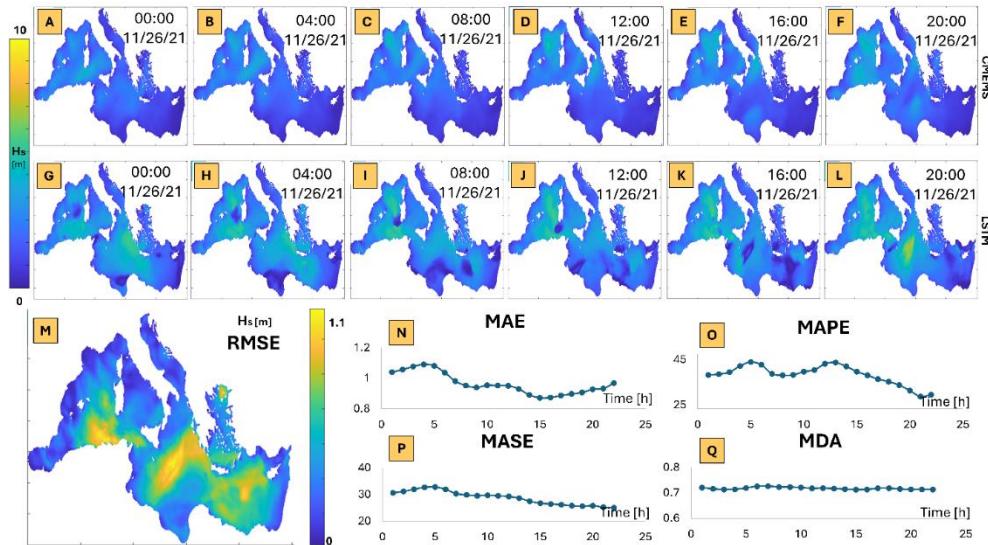 10
Hs
[m]
0
A
00:00
11/26/21
B
04:00
11/26/21
C
08:00
11/26/21
D
12:00
11/26/21
E
16:00
11/26/21
F
20:00
11/26/21
CMEMS
G
00:00
11/26/21
H
04:00
11/26/21
I
08:00
11/26/21
J
12:00
11/26/21
K
16:00
11/26/21
L
20:00
11/26/21
LSTM
M
Hs [m]
RMSE
1.1
0
N
MAE
1.2
1
0.8
Time [h]
0 5 10 15 20 25
O
MAPE
45
25
Time [h]
0 5 10 15 20 25
P
MASE
40
30
20
Time [h]
0 5 10 15 20 25
Q
MDA
0.8
0.7
0.6
Time [h]
0 5 10 15 20 25